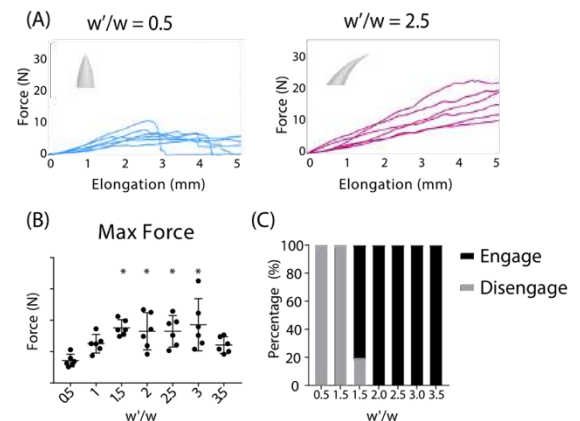 (A)
w'/w = 0.5
w'/w = 2.5
Force (N)
30
20
10
0
0 1 2 3 4 5
Elongation (mm)
Force (N)
30
20
10
0
0 1 2 3 4 5
Elongation (mm)
(B)
Max Force
* * * *
Force (N)
0.5 1 1.5 2 2.5 3 3.5
w'/w
(C)
Percentage (%)
100
80
60
40
20
0
0.5 1.5 1.5 2.0 2.5 3.0 3.5
w'/w
Engage
Disengage